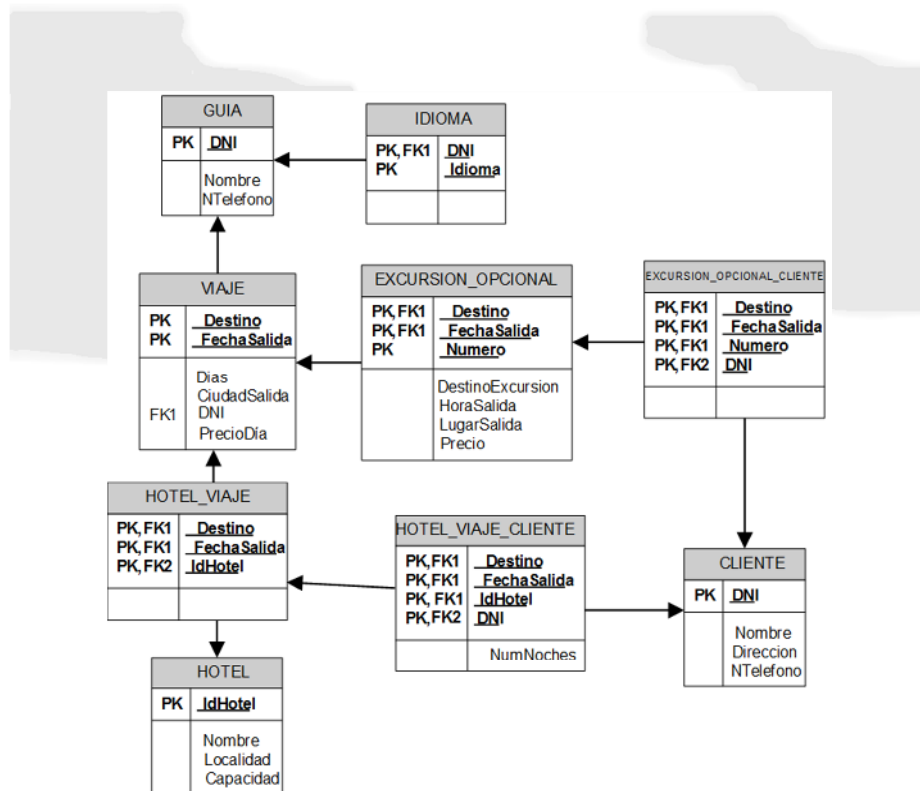 GUIA
PK DNI
Nombre
NTelefono
IDIOMA
PK,FK1 DNI
PK Idioma
VIAJE
PK Destino
PK FechaSalida
Dias
CiudadSalida
FK1 DNI
PrecioDía
EXCURSION_OPCIONAL
PK,FK1 Destino
PK,FK1 FechaSalida
PK Numero
DestinoExcursion
HoraSalida
LugarSalida
Precio
EXCURSION_OPCIONAL_CLIENTE
PK,FK1 Destino
PK,FK1 FechaSalida
PK,FK1 Numero
PK,FK2 DNI
HOTEL_VIAJE
PK,FK1 Destino
PK,FK1 FechaSalida
PK,FK2 IdHotel
HOTEL_VIAJE_CLIENTE
PK,FK1 Destino
PK,FK1 FechaSalida
PK, FK1 IdHotel
PK,FK2 DNI
NumNoches
CLIENTE
PK DNI
Nombre
Direccion
NTelefono
HOTEL
PK IdHotel
Nombre
Localidad
Capacidad